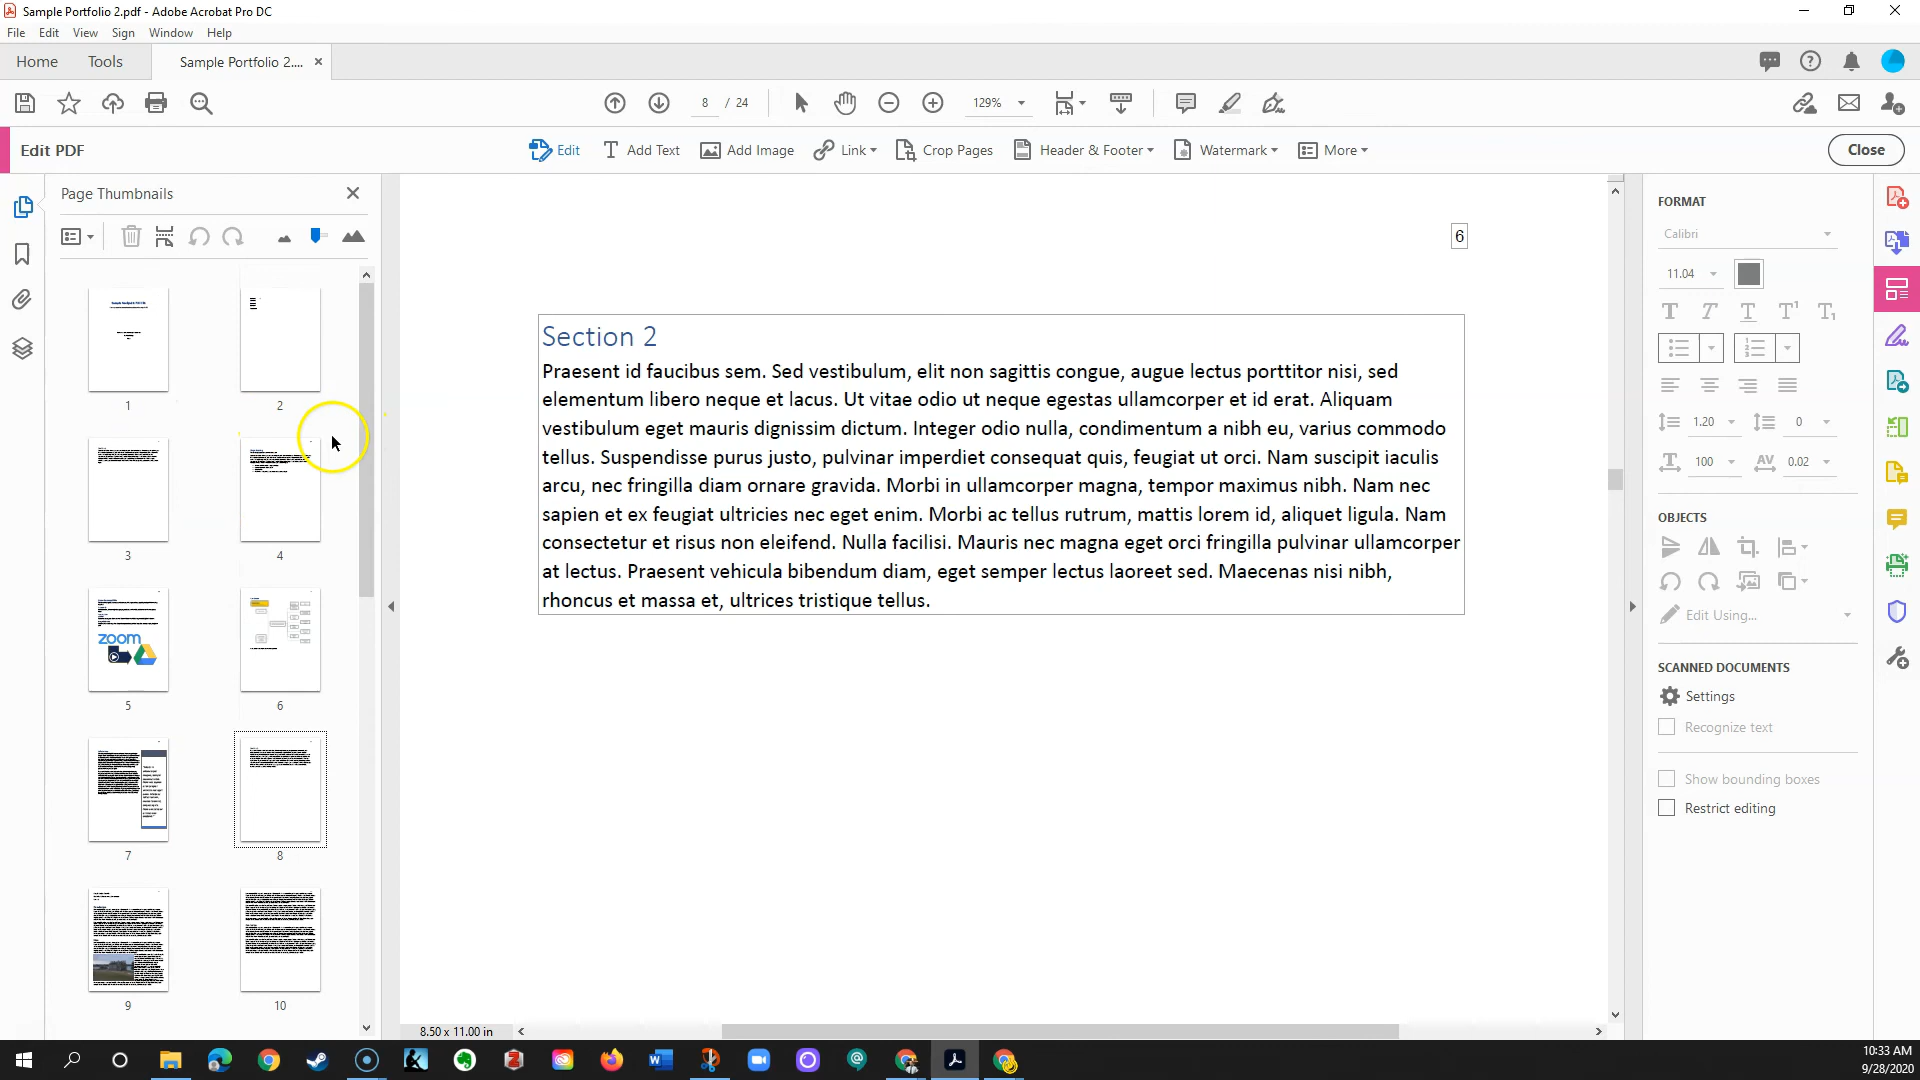 Sample Portfolio 2.pdf - Adobe Acrobat Pro DC
File Edit View Sign Window Help
Home Tools Sample Portfolio 2....
8 / 24 129%
Edit PDF Edit Add Text Add Image Link Crop Pages Header & Footer Watermark More Close
Page Thumbnails
1
2
3
4
zoom
5
6
7
8
9
10
6
Section 2
Praesent id faucibus sem. Sed vestibulum, elit non sagittis congue, augue lectus porttitor nisi, sed
elementum libero neque et lacus. Ut vitae odio ut neque egestas ullamcorper et id erat. Aliquam
vestibulum eget mauris dignissim dictum. Integer odio nulla, condimentum a nibh eu, varius commodo
tellus. Suspendisse purus justo, pulvinar imperdiet consequat quis, feugiat ut orci. Nam suscipit iaculis
arcu, nec fringilla diam ornare gravida. Morbi in ullamcorper magna, tempor maximus nibh. Nam nec
sapien et ex feugiat ultricies nec eget enim. Morbi ac tellus rutrum, mattis lorem id, aliquet ligula. Nam
consectetur et risus non eleifend. Nulla facilisi. Mauris nec magna eget orci fringilla pulvinar ullamcorper
at lectus. Praesent vehicula bibendum diam, eget semper lectus laoreet sed. Maecenas nisi nibh,
rhoncus et massa et, ultrices tristique tellus.
8.50 x 11.00 in
FORMAT
Calibri
11.04
1.20 0
100 AV 0.02
OBJECTS
Edit Using...
SCANNED DOCUMENTS
Settings
Recognize text
Show bounding boxes
Restrict editing
10:33 AM
9/28/2020